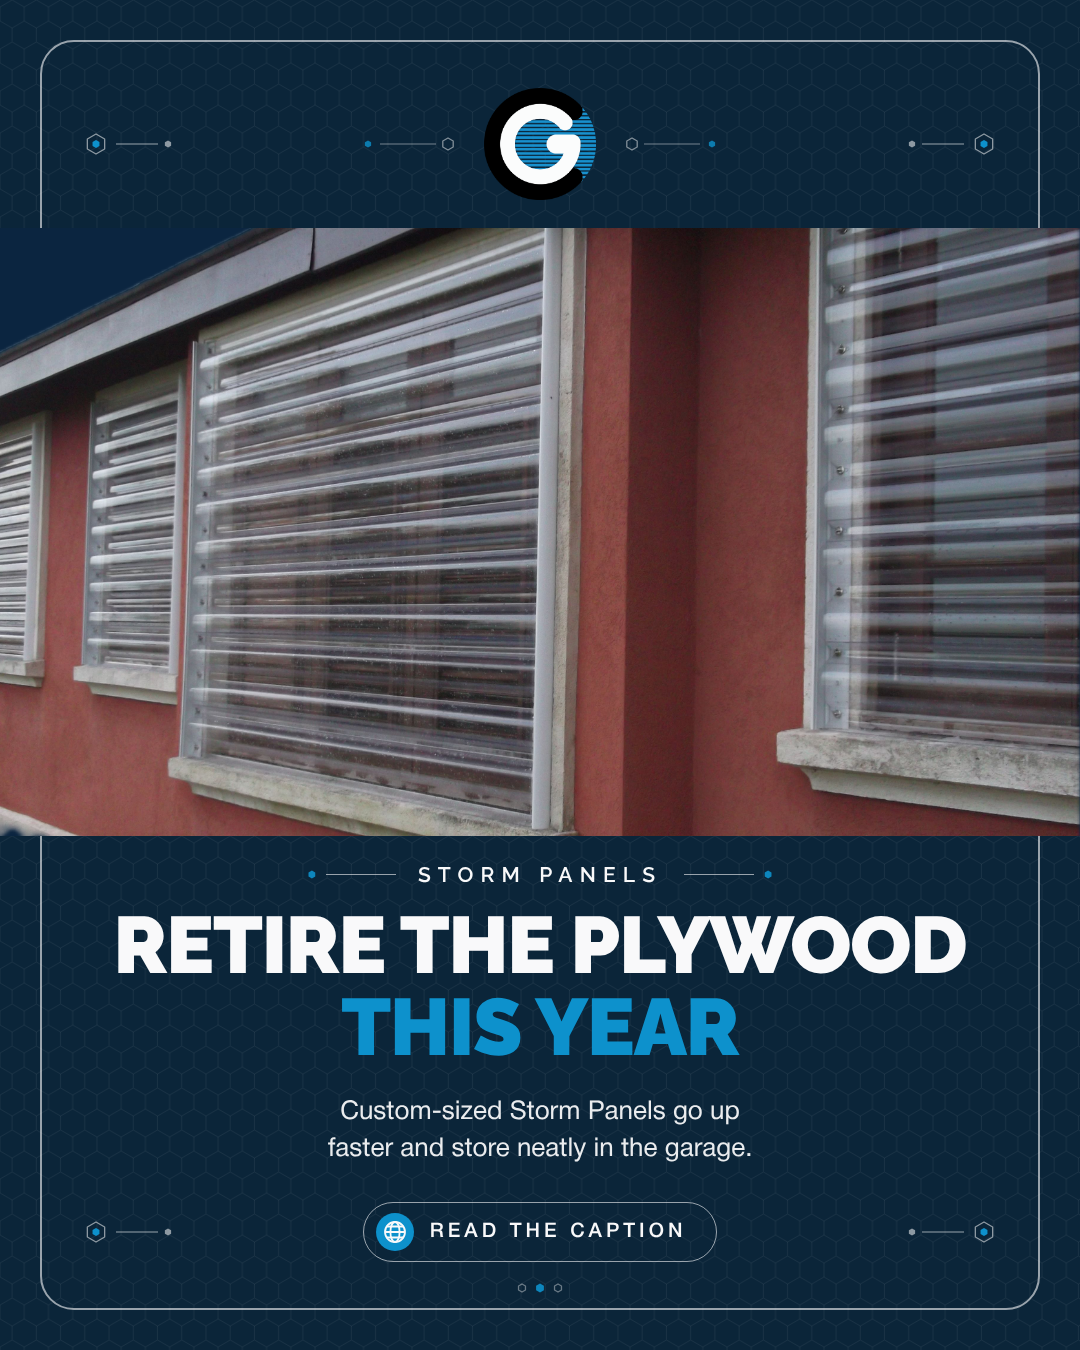 STORM PANELS
RETIRE THE PLYWOOD
THIS YEAR
Custom-sized Storm Panels go up
faster and store neatly in the garage.
READ THE CAPTION